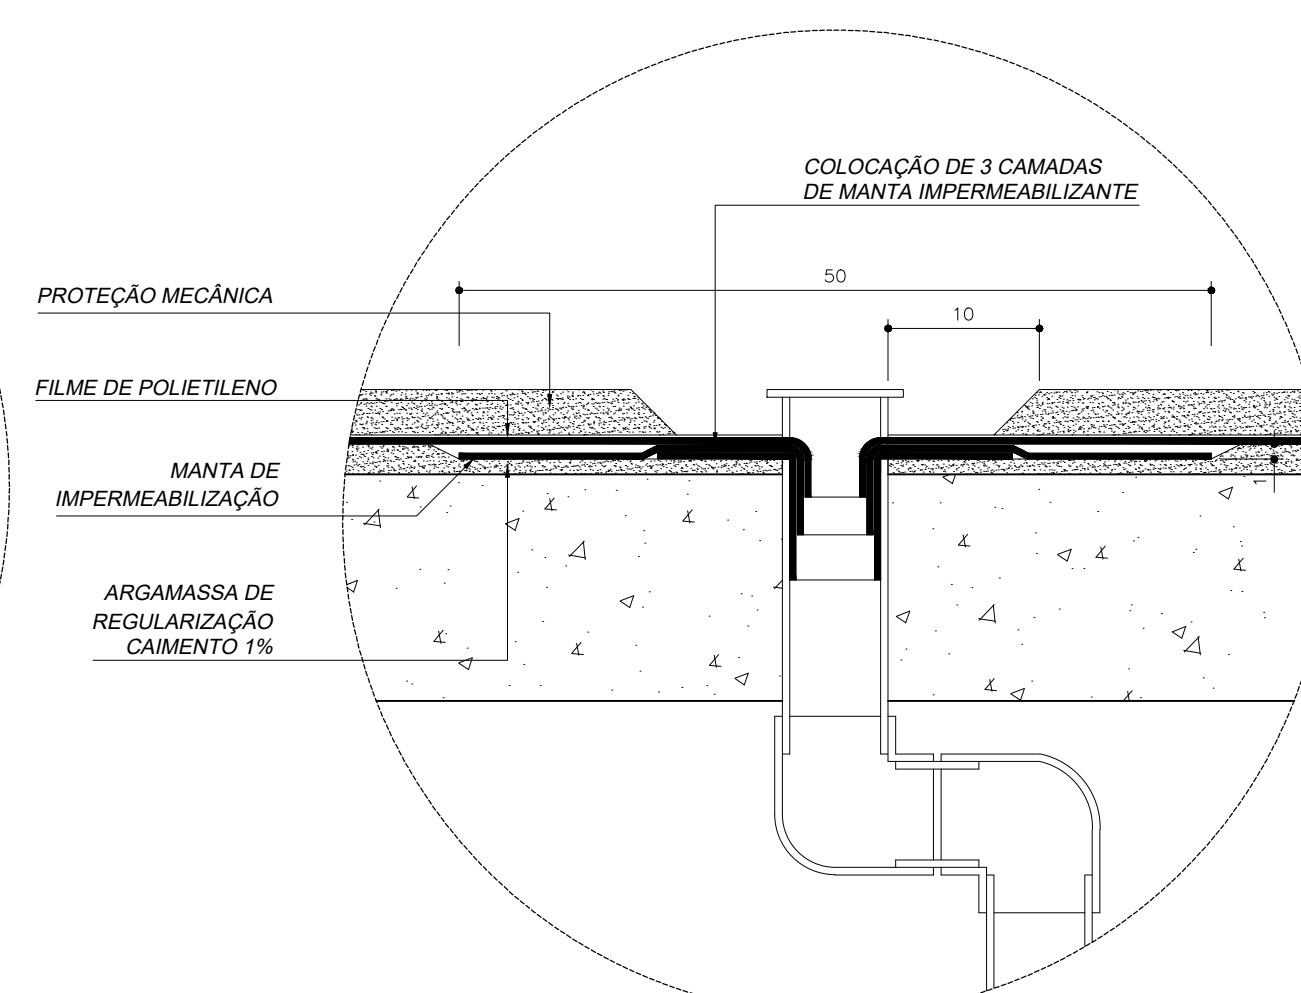 COLOCAÇÃO DE 3 CAMADAS
DE MANTA IMPERMEABILIZANTE
50
PROTEÇÃO MECÂNICA
10
FILME DE POLIETILENO
MANTA DE
IMPERMEABILIZAÇÃO
1
ARGAMASSA DE
REGULARIZAÇÃO
CAIMENTO 1%